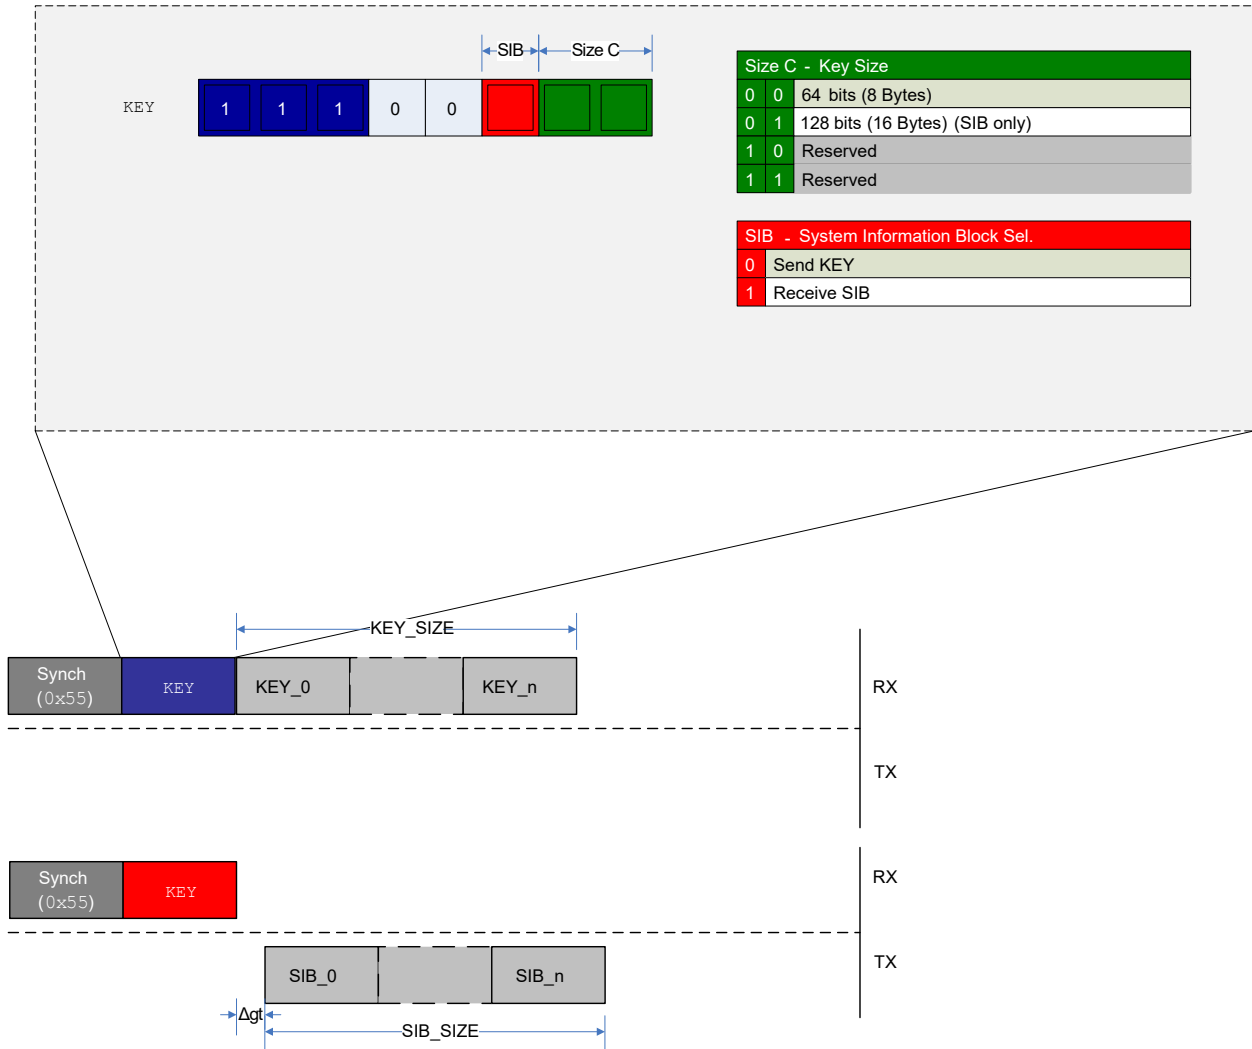 SIB Size C
KEY 1 1 1 0 0
Size C - Key Size
0 0 64 bits (8 Bytes)
0 1 128 bits (16 Bytes) (SIB only)
1 0 Reserved
1 1 Reserved
SIB - System Information Block Sel.
0 Send KEY
1 Receive SIB
KEY_SIZE
Synch
(0x55)
KEY
KEY_0
KEY_n
RX
TX
Synch
(0x55)
KEY
RX
SIB_0
SIB_n
TX
Δgt
SIB_SIZE